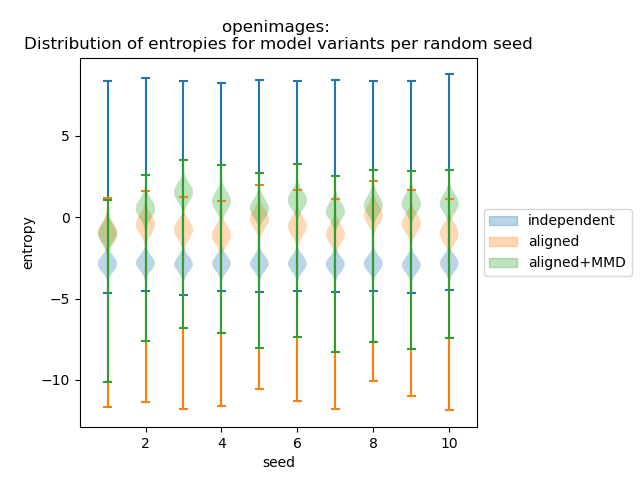 openimages:
Distribution of entropies for model variants per random seed
5
0
−5
−10
entropy
2
4
6
8
10
seed
independent
aligned
aligned+MMD